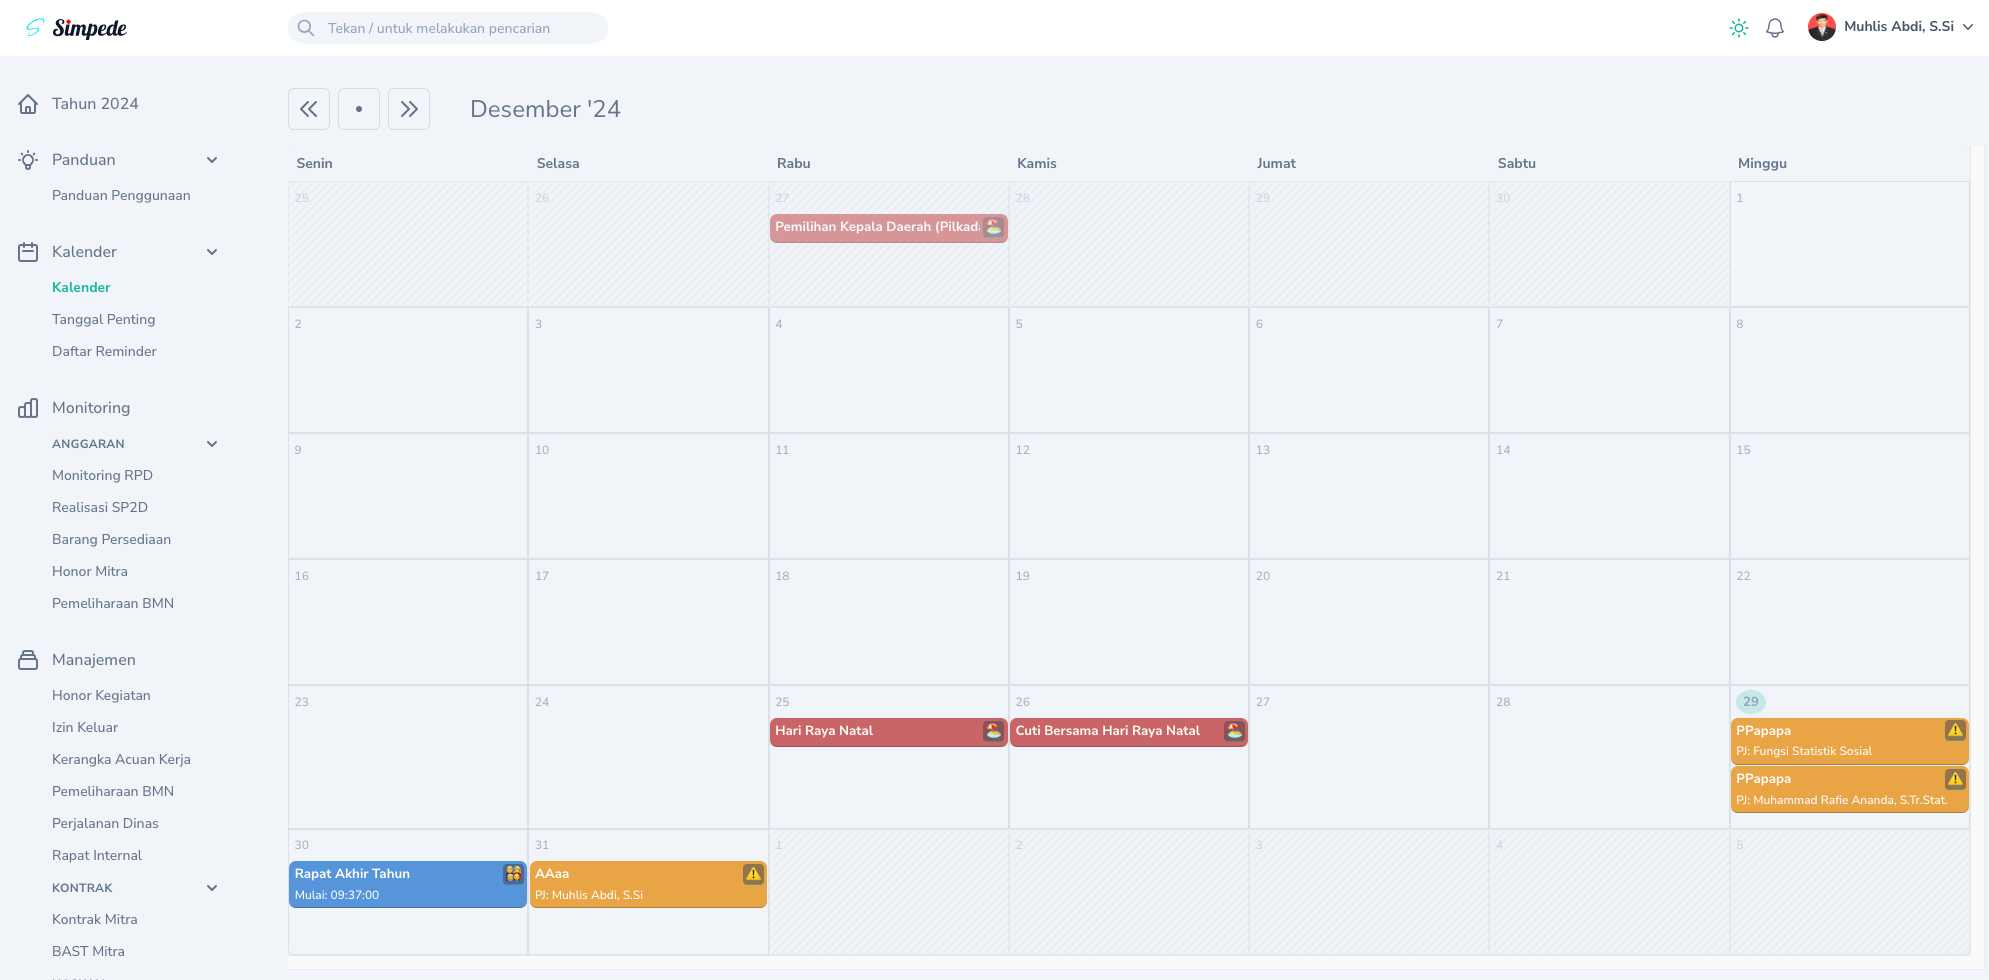 Simpede
Tekan / untuk melakukan pencarian
Muhlis Abdi, S.Si
Tahun 2024
Panduan
Panduan Penggunaan
Kalender
Kalender
Tanggal Penting
Daftar Reminder
Monitoring
ANGGARAN
Monitoring RPD
Realisasi SP2D
Barang Persediaan
Honor Mitra
Pemeliharaan BMN
Manajemen
Honor Kegiatan
Izin Keluar
Kerangka Acuan Kerja
Pemeliharaan BMN
Perjalanan Dinas
Rapat Internal
KONTRAK
Kontrak Mitra
BAST Mitra
Desember '24
Senin Selasa Rabu Kamis Jumat Sabtu Minggu
25 26 27 28 29 30 1
Pemilihan Kepala Daerah (Pilkada
2 3 4 5 6 7 8
9 10 11 12 13 14 15
16 17 18 19 20 21 22
23 24 25 26 27 28 29
Hari Raya Natal
Cuti Bersama Hari Raya Natal
PPapapa
PJ: Fungsi Statistik Sosial
PPapapa
PJ: Muhammad Rafie Ananda, S.Tr.Stat.
30 31 1 2 3 4 5
Rapat Akhir Tahun
Mulai: 09:37:00
AAaa
PJ: Muhlis Abdi, S.Si